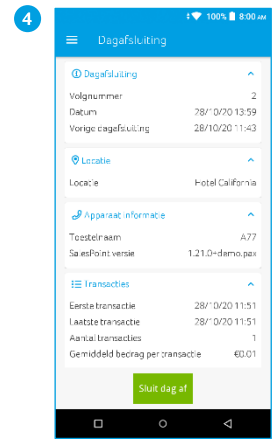 4
100% 8:00 AM
Dagafsluiting
Dagafsluiting
Volgnummer 2
Datum 28/10/20 13:59
Vorige dagafsluiting 28/10/20 11:43
Locatie
Locatie Hotel California
Apparaat informatie
Toestelnaam A77
SalesPoint versie 1.21.0+demo.pax
Transacties
Eerste transactie 28/10/20 11:51
Laatste transactie 28/10/20 11:51
Aantal transacties 1
Gemiddeld bedrag per transactie €0.01
Sluit dag af